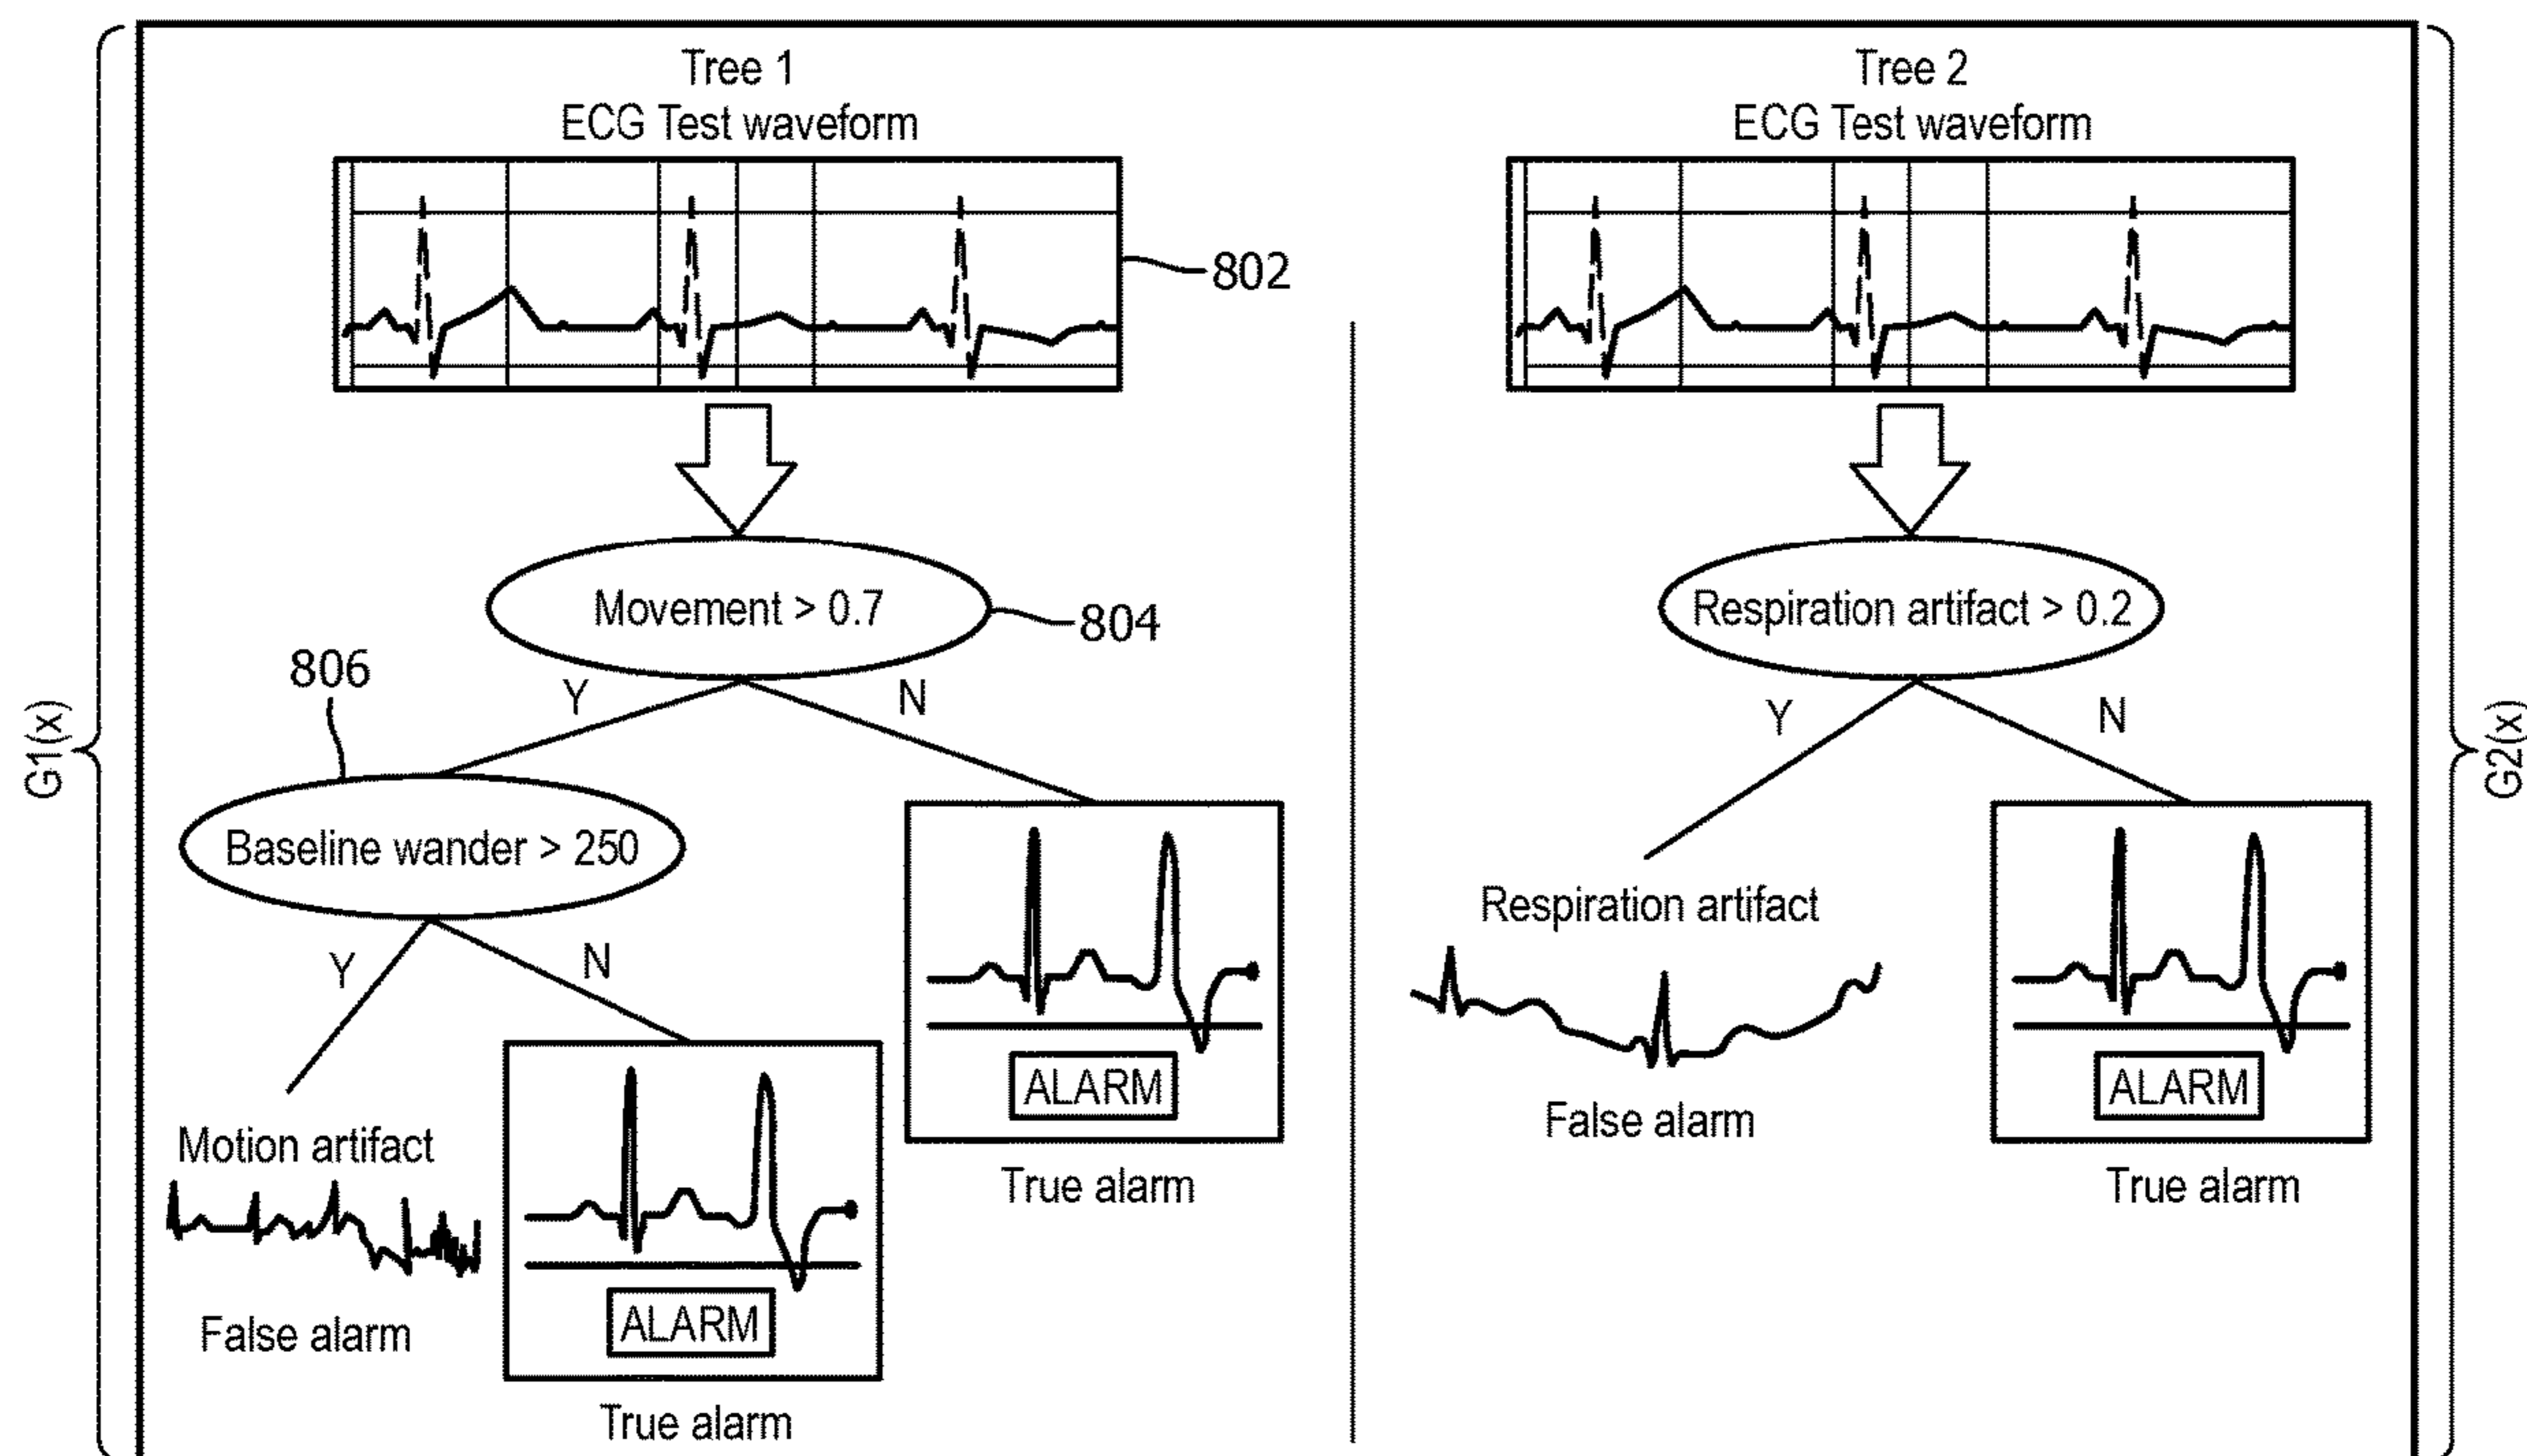 Tree 1
ECG Test waveform
802
Movement > 0.7
804
806
Y
N
G1(x)
Baseline wander > 250
Y
N
ALARM
True alarm
Motion artifact
False alarm
ALARM
True alarm
Tree 2
ECG Test waveform
Respiration artifact > 0.2
Y
N
G2(x)
Respiration artifact
False alarm
ALARM
True alarm